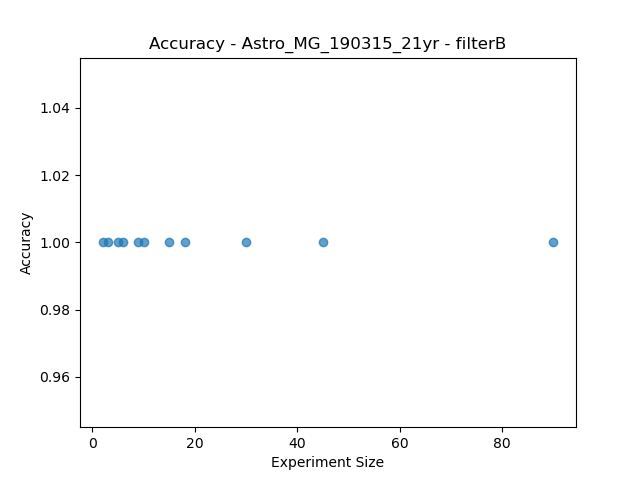 Accuracy - Astro_MG_190315_21yr - filterB
1.04
1.02
1.00
0.98
0.96
Accuracy
0 20 40 60 80
Experiment Size